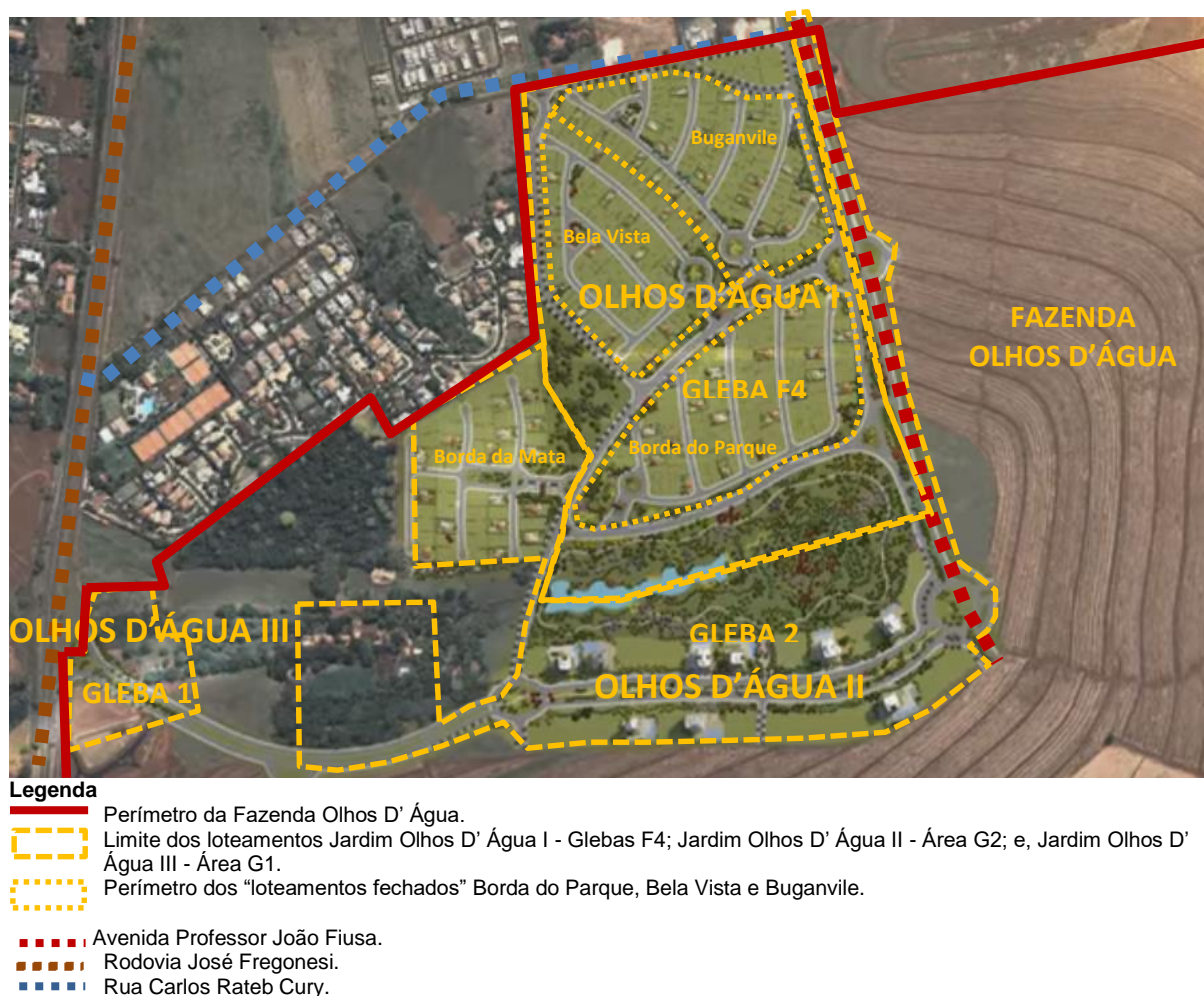 Buganvile
Bela Vista
OLHOS D'ÁGUA I
FAZENDA
OLHOS D'ÁGUA
GLEBA F4
Borda da Mata
Borda do Parque
OLHOS D'ÁGUA III
GLEBA 2
GLEBA 1
OLHOS D'ÁGUA II
Legenda
Perímetro da Fazenda Olhos D' Água.
Limite dos loteamentos Jardim Olhos D' Água I - Glebas F4; Jardim Olhos D' Água II - Área G2; e, Jardim Olhos D'
Água III - Área G1.
Perímetro dos “loteamentos fechados” Borda do Parque, Bela Vista e Buganvile.
Avenida Professor João Fiusa.
Rodovia José Fregonesi.
Rua Carlos Rateb Cury.